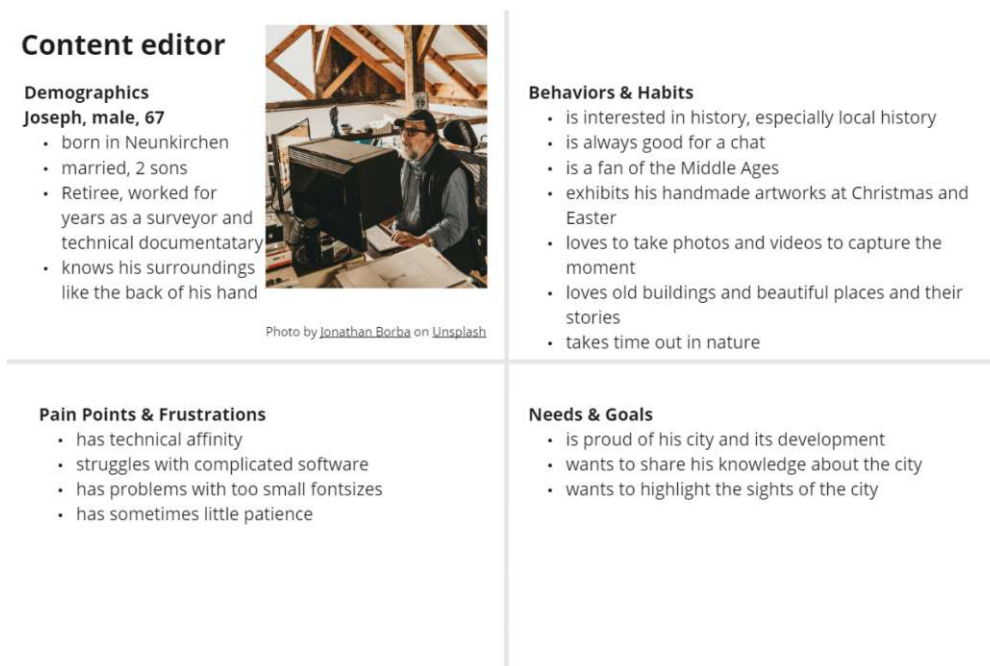 Content editor
Demographics
Joseph, male, 67
• born in Neunkirchen
• married, 2 sons
• Retiree, worked for
years as a surveyor and
technical documentatary
• knows his surroundings
like the back of his hand
Photo by Jonathan Borba on Unsplash
Behaviors & Habits
• is interested in history, especially local history
• is always good for a chat
• is a fan of the Middle Ages
• exhibits his handmade artworks at Christmas and
Easter
• loves to take photos and videos to capture the
moment
• loves old buildings and beautiful places and their
stories
• takes time out in nature
Pain Points & Frustrations
• has technical affinity
• struggles with complicated software
• has problems with too small fontsizes
• has sometimes little patience
Needs & Goals
• is proud of his city and its development
• wants to share his knowledge about the city
• wants to highlight the sights of the city